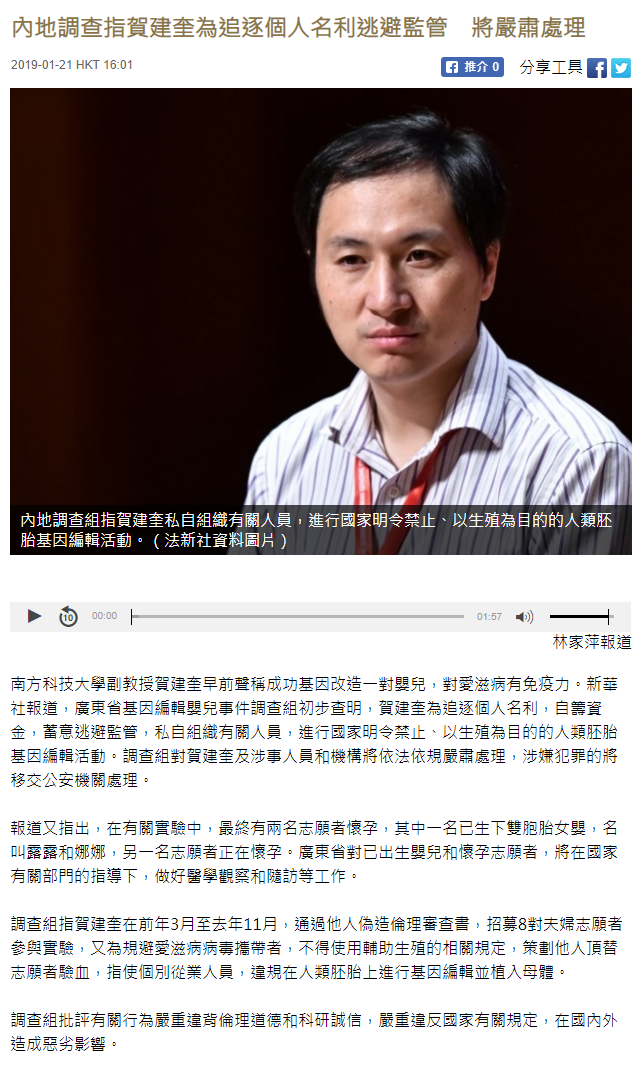 內地調查指賀建奎為追逐個人名利逃避監管　將嚴肅處理
2019-01-21 HKT 16:01
推介 0
分享工具
內地調查組指賀建奎私自組織有關人員，進行國家明令禁止、以生殖為目的的人類胚
胎基因編輯活動。（法新社資料圖片）
10
00:00
01:57
林家萍報道
南方科技大學副教授賀建奎早前聲稱成功基因改造一對嬰兒，對愛滋病有免疫力。新華
社報道，廣東省基因編輯嬰兒事件調查組初步查明，賀建奎為追逐個人名利，自籌資
金，蓄意逃避監管，私自組織有關人員，進行國家明令禁止、以生殖為目的的人類胚胎
基因編輯活動。調查組對賀建奎及涉事人員和機構將依法依規嚴肅處理，涉嫌犯罪的將
移交公安機關處理。
報道又指出，在有關實驗中，最終有兩名志願者懷孕，其中一名已生下雙胞胎女嬰，名
叫露露和娜娜，另一名志願者正在懷孕。廣東省對已出生嬰兒和懷孕志願者，將在國家
有關部門的指導下，做好醫學觀察和隨訪等工作。
調查組指賀建奎在前年3月至去年11月，通過他人偽造倫理審查書，招募8對夫婦志願者
參與實驗，又為規避愛滋病病毒攜帶者，不得使用輔助生殖的相關規定，策劃他人頂替
志願者驗血，指使個別從業人員，違規在人類胚胎上進行基因編輯並植入母體。
調查組批評有關行為嚴重違背倫理道德和科研誠信，嚴重違反國家有關規定，在國內外
造成惡劣影響。